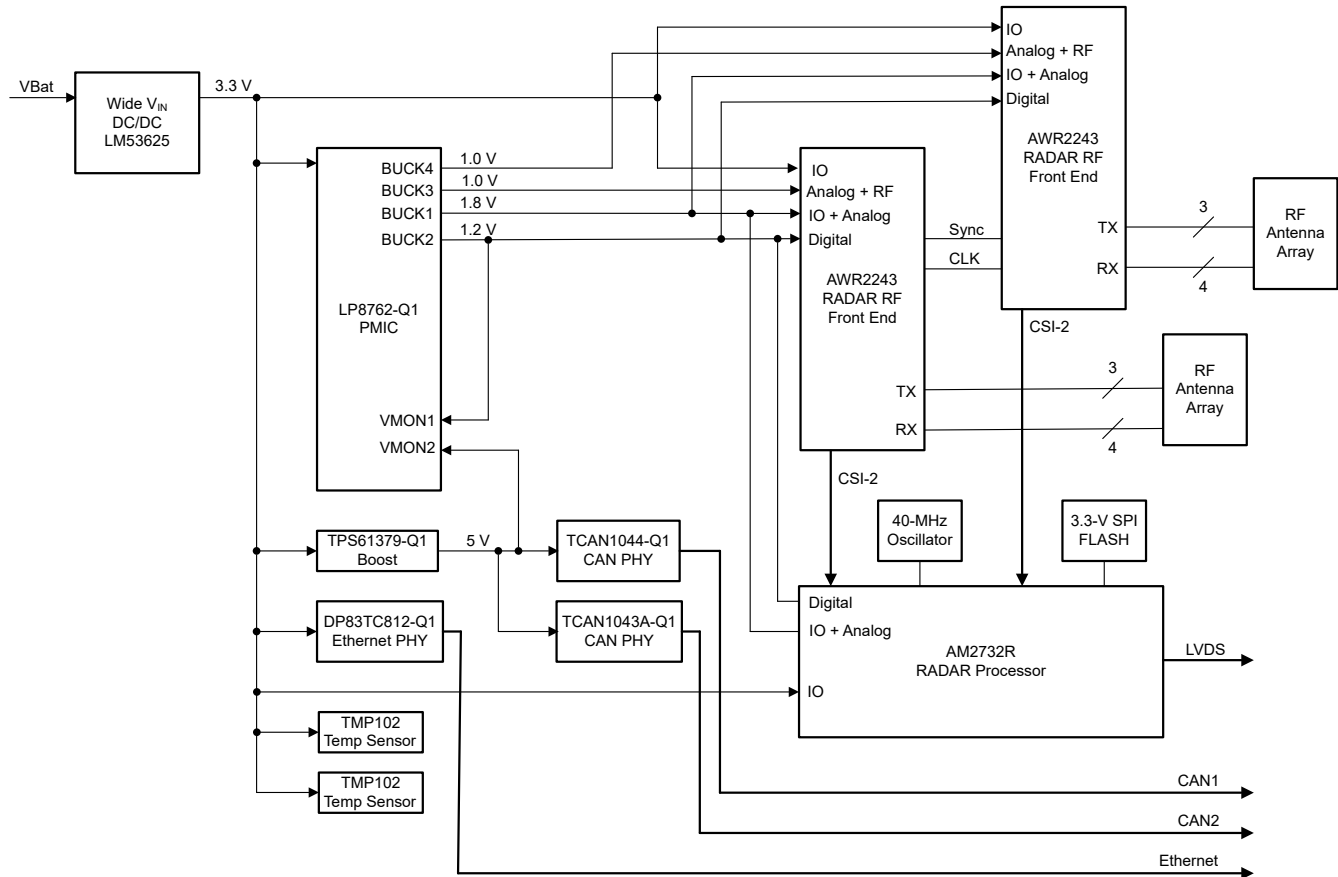 VBat
Wide VIN
DC/DC
LM53625
3.3 V
BUCK4
BUCK3
BUCK1
BUCK2
1.0 V
1.0 V
1.8 V
1.2 V
LP8762-Q1
PMIC
VMON1
VMON2
IO
Analog + RF
IO + Analog
Digital
AWR2243
RADAR RF
Front End
TX
RX
Sync
CLK
CSI-2
IO
Analog + RF
IO + Analog
Digital
AWR2243
RADAR RF
Front End
TX
RX
CSI-2
3
4
RF
Antenna
Array
3
4
RF
Antenna
Array
TPS61379-Q1
Boost
5 V
TCAN1044-Q1
CAN PHY
DP83TC812-Q1
Ethernet PHY
TCAN1043A-Q1
CAN PHY
TMP102
Temp Sensor
TMP102
Temp Sensor
40-MHz
Oscillator
3.3-V SPI
FLASH
Digital
IO + Analog
IO
AM2732R
RADAR Processor
LVDS
CAN1
CAN2
Ethernet